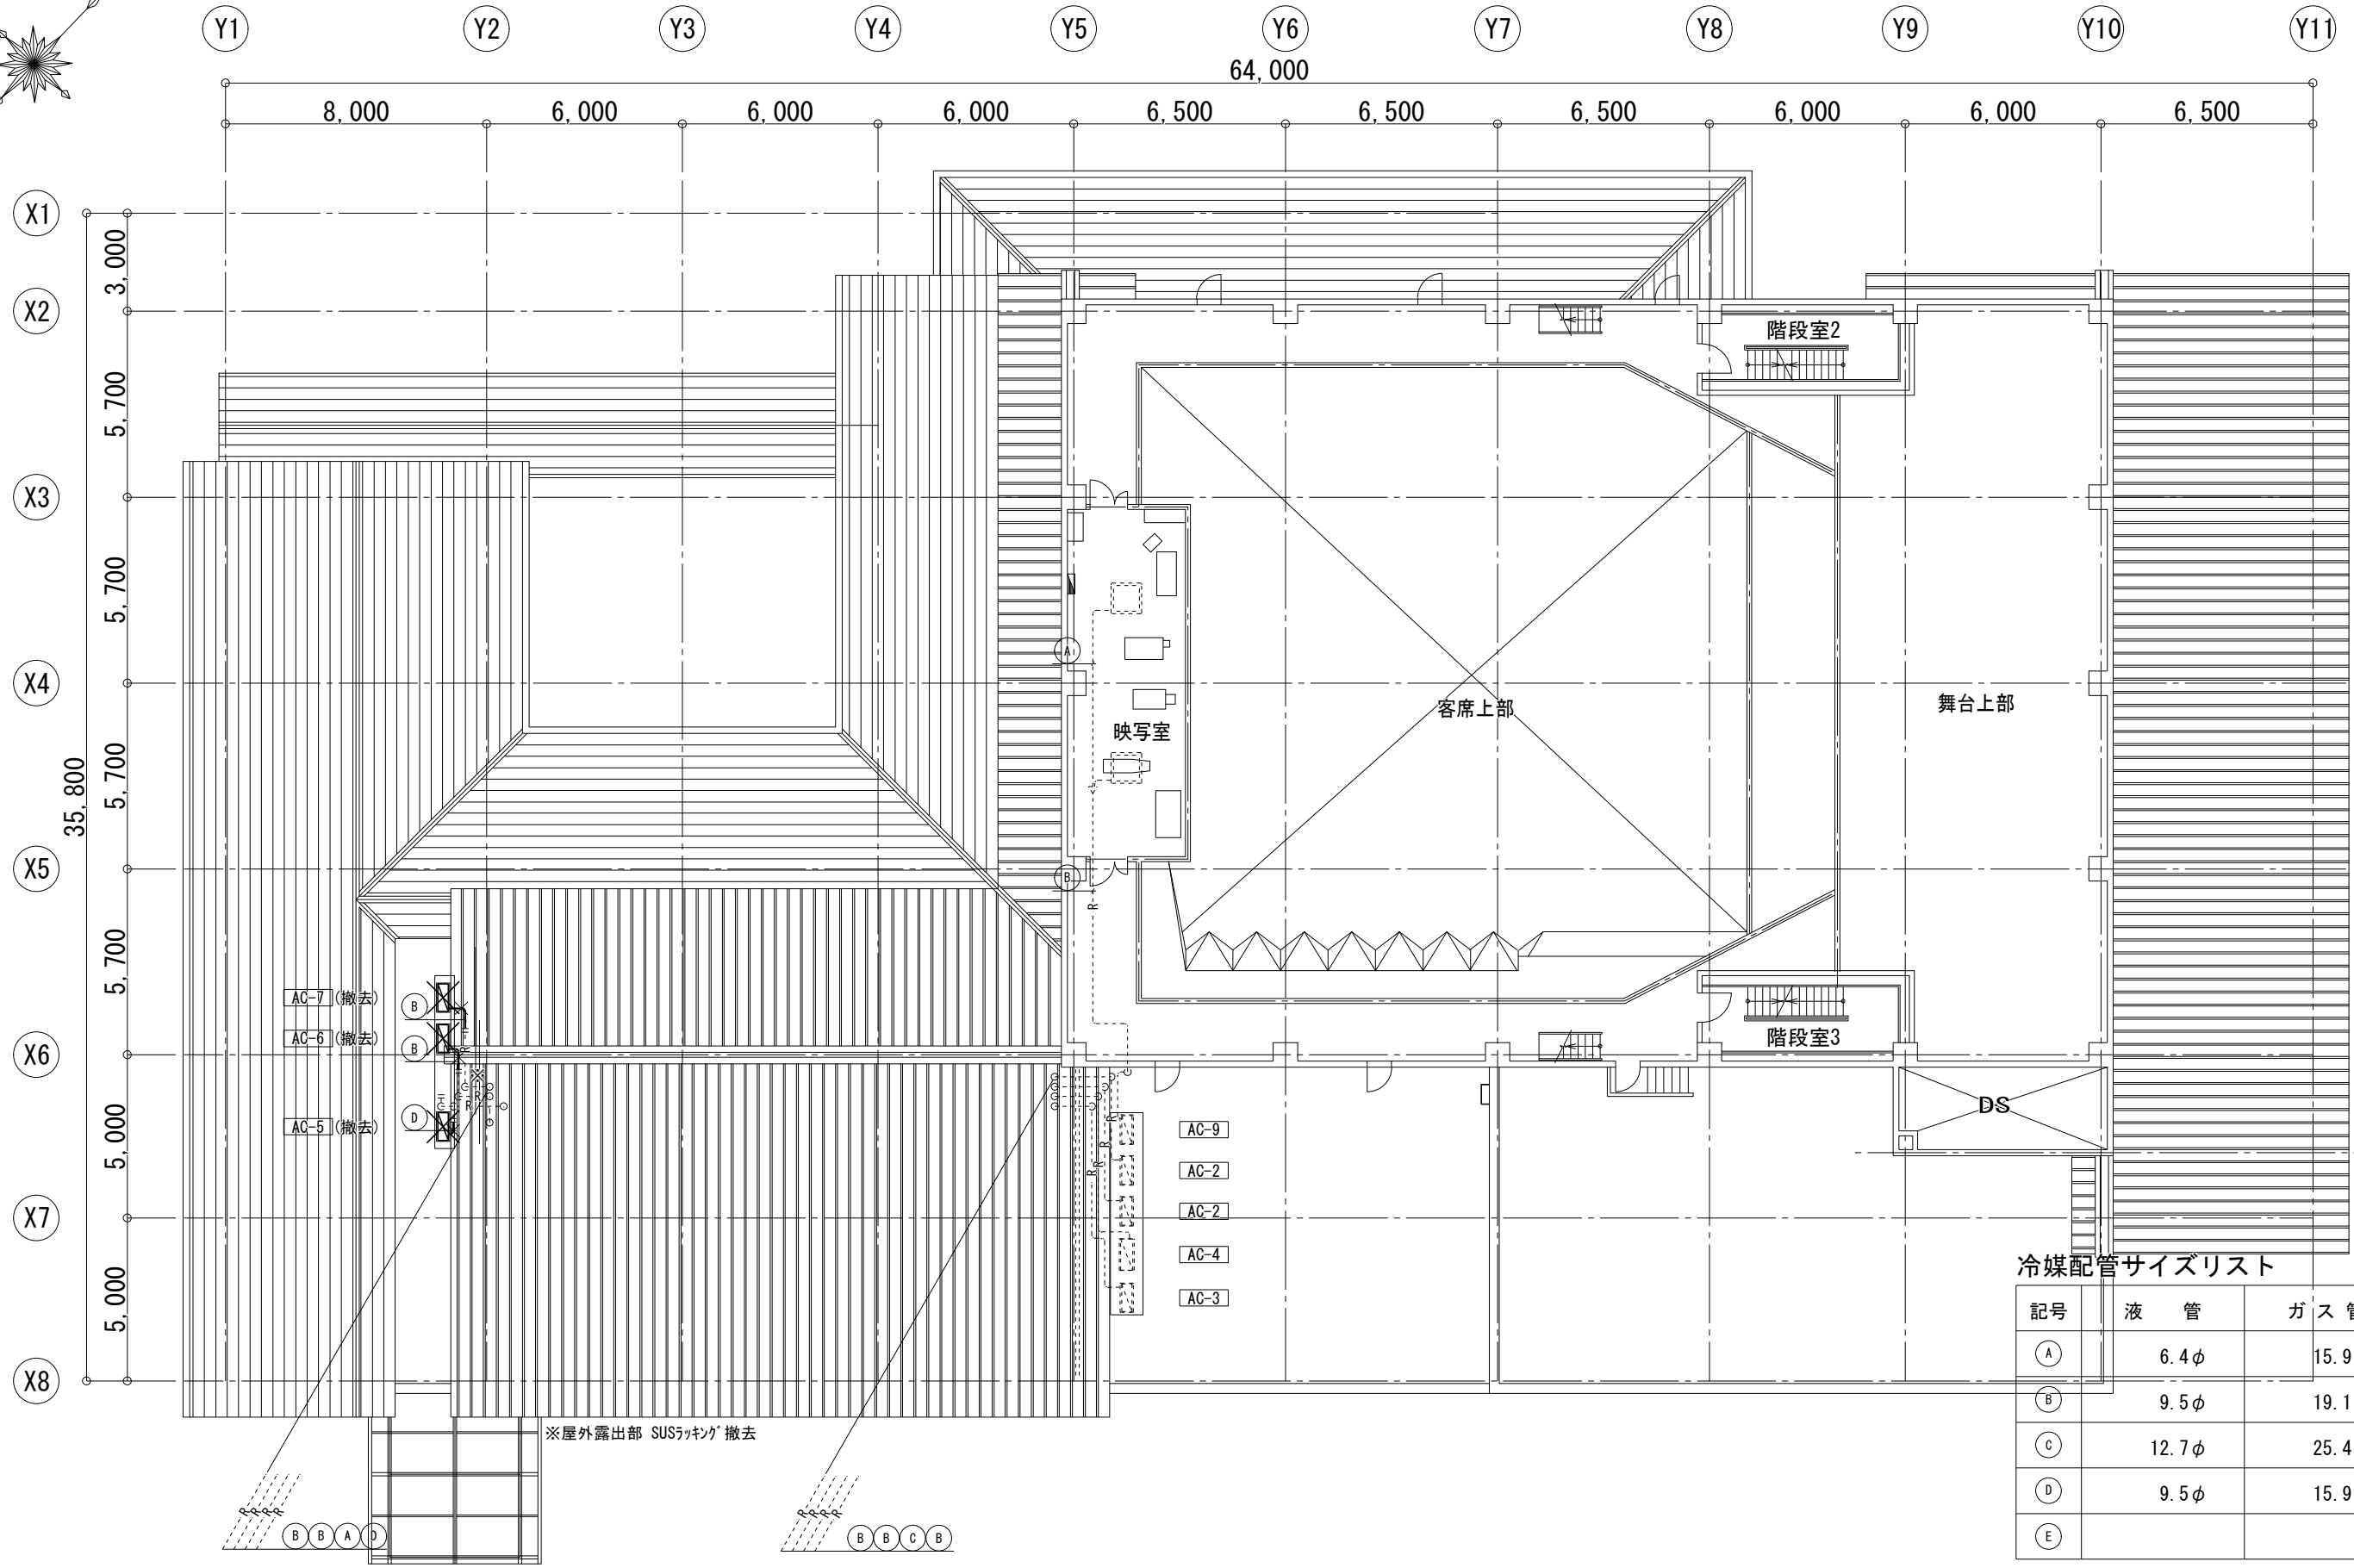 Y1 Y2 Y3 Y4 Y5 Y6 Y7 Y8 Y9 Y10 Y11
64,000
8,000 6,000 6,000 6,000 6,500 6,500 6,500 6,000 6,000 6,500
X1
3,000
X2
5,700
X3
5,700
X4
5,700
35,800
X5
5,700
X6
5,000
X7
5,000
X8
階段室2
A
映写室
客席上部
舞台上部
B
R
階段室3
DS
AC-7 (撤去)
B
AC-6 (撤去)
B
AC-5 (撤去)
D
R
R
R
R
R
R
R
AC-9
AC-2
AC-2
AC-4
AC-3
※屋外露出部 SUSラッキング撤去
R R R R
B B A D
R R R R
B B C B
冷媒配管サイズリスト
記号 液 管 ガス管
A 6.4φ 15.9
B 9.5φ 19.1
C 12.7φ 25.4
D 9.5φ 15.9
E